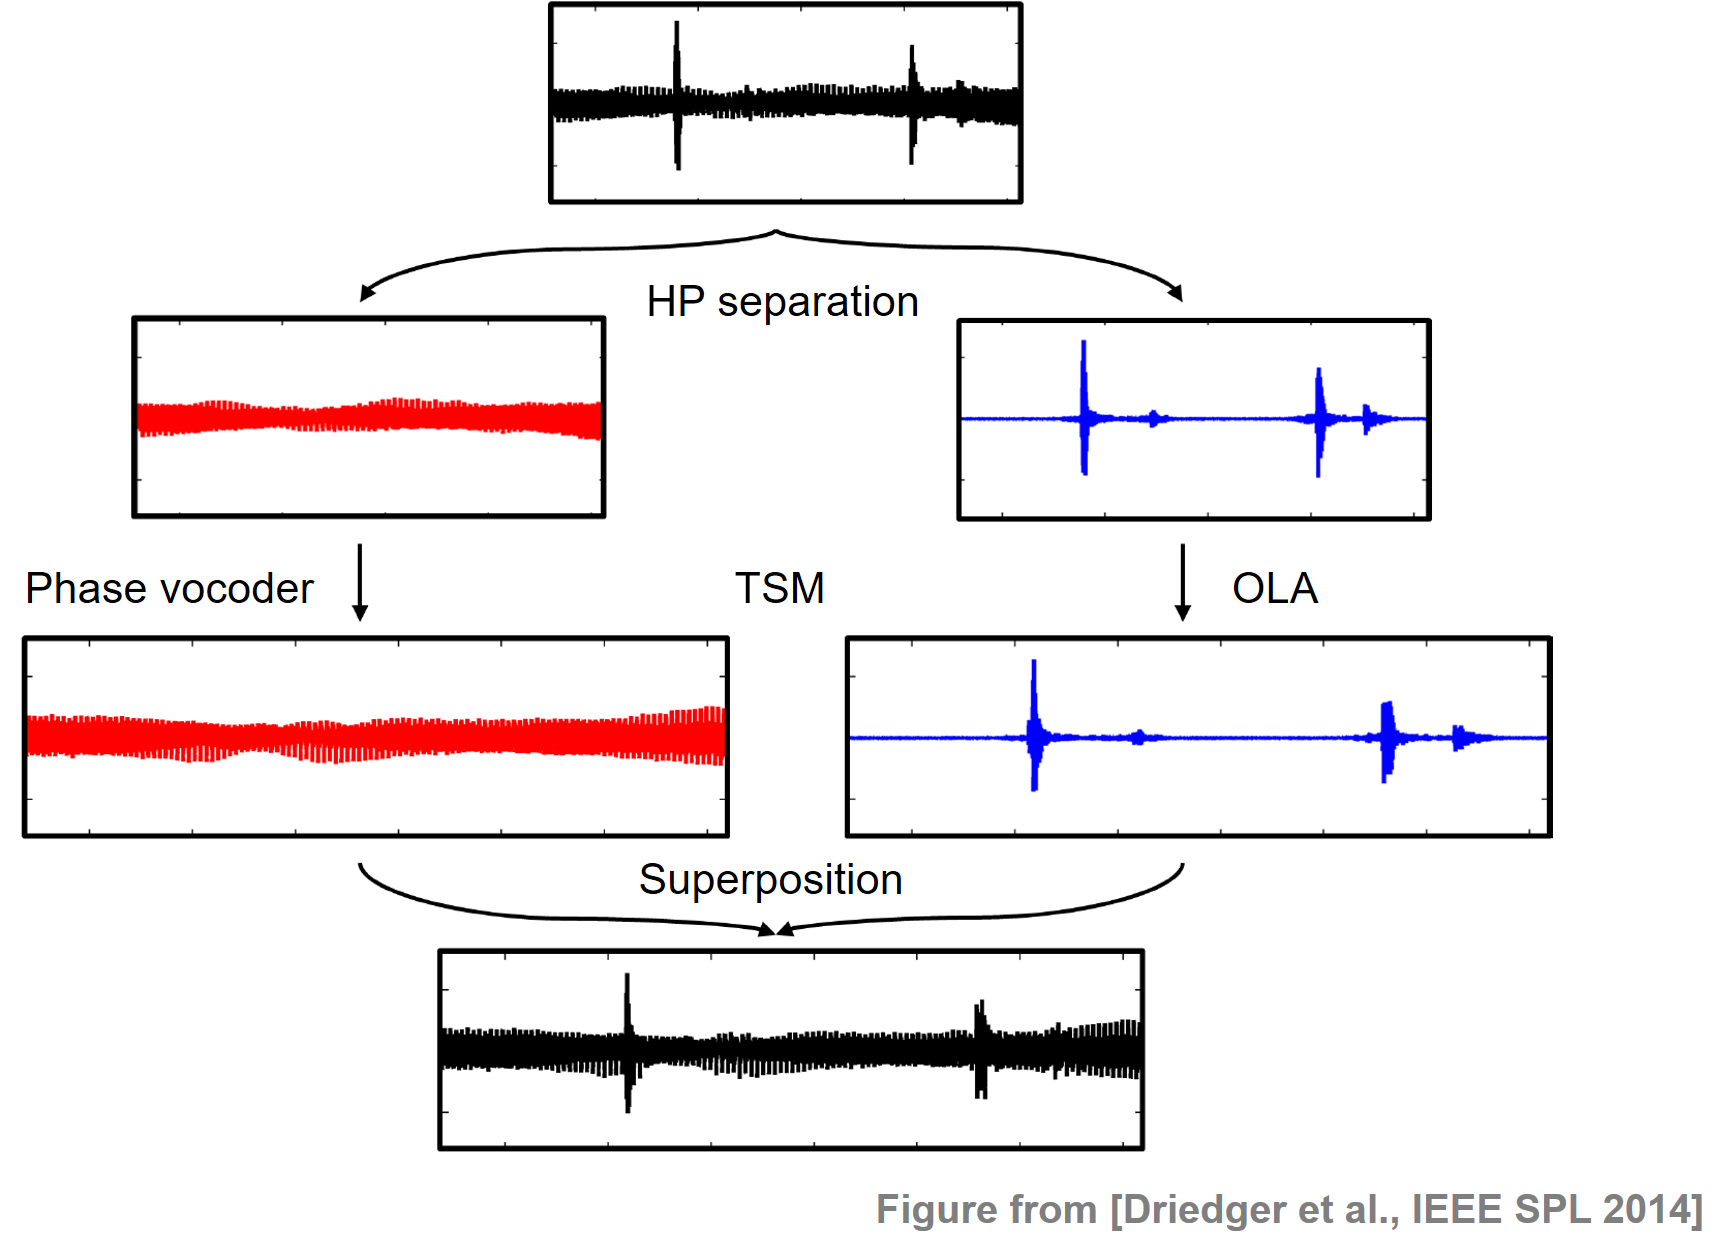 HP separation
Phase vocoder
TSM
OLA
Superposition
Figure from [Driedger et al., IEEE SPL 2014]